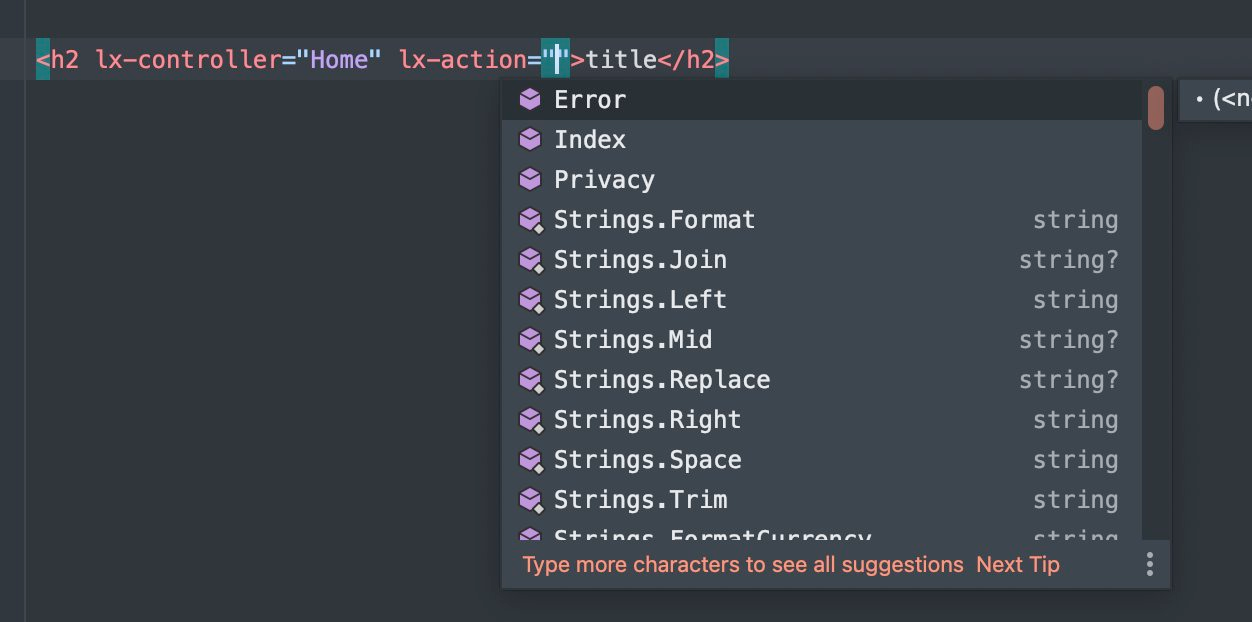 <h2 lx-controller="Home" lx-action="">title</h2>
Error
Index
Privacy
Strings.Format string
Strings.Join string?
Strings.Left string
Strings.Mid string?
Strings.Replace string?
Strings.Right string
Strings.Space string
Strings.Trim string
Strings.FormatCurrency string
Type more characters to see all suggestions Next Tip